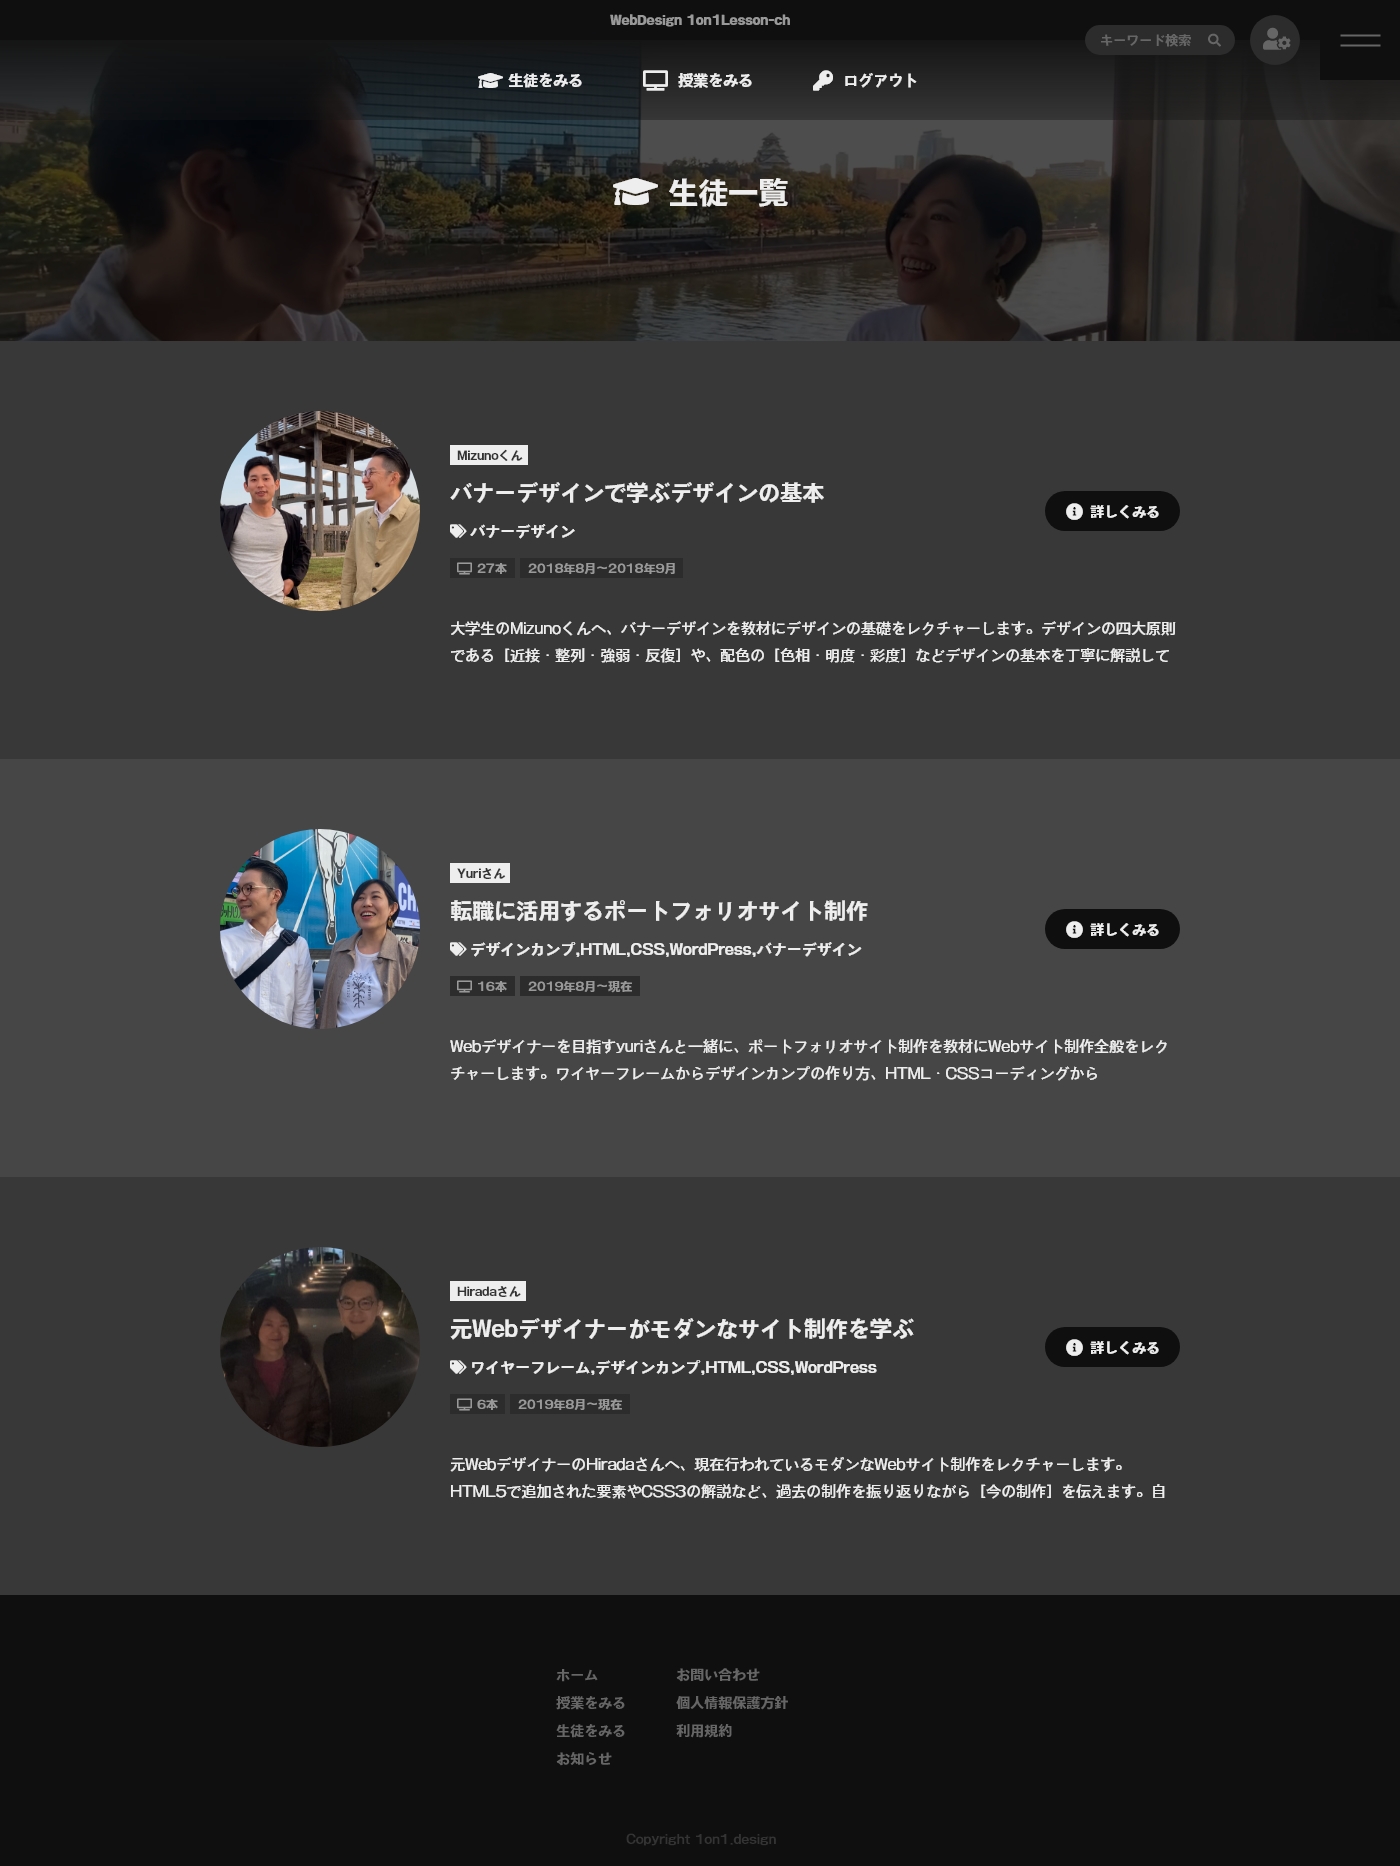 WebDesign 1on1Lesson-ch
キーワード検索
生徒をみる
授業をみる
ログアウト
生徒一覧
Mizunoくん
バナーデザインで学ぶデザインの基本
バナーデザイン
27本
2018年8月〜2018年9月
詳しくみる
大学生のMizunoくんへ、バナーデザインを教材にデザインの基礎をレクチャーします。デザインの四大原則
である［近接・整列・強弱・反復］や、配色の［色相・明度・彩度］などデザインの基本を丁寧に解説して
Yuriさん
転職に活用するポートフォリオサイト制作
デザインカンプ,HTML,CSS,WordPress,バナーデザイン
16本
2019年8月〜現在
詳しくみる
Webデザイナーを目指すyuriさんと一緒に、ポートフォリオサイト制作を教材にWebサイト制作全般をレク
チャーします。ワイヤーフレームからデザインカンプの作り方、HTML・CSSコーディングから
Hiradaさん
元Webデザイナーがモダンなサイト制作を学ぶ
ワイヤーフレーム,デザインカンプ,HTML,CSS,WordPress
6本
2019年8月〜現在
詳しくみる
元WebデザイナーのHiradaさんへ、現在行われているモダンなWebサイト制作をレクチャーします。
HTML5で追加された要素やCSS3の解説など、過去の制作を振り返りながら［今の制作］を伝えます。自
ホーム
授業をみる
生徒をみる
お知らせ
お問い合わせ
個人情報保護方針
利用規約
Copyright 1on1.design